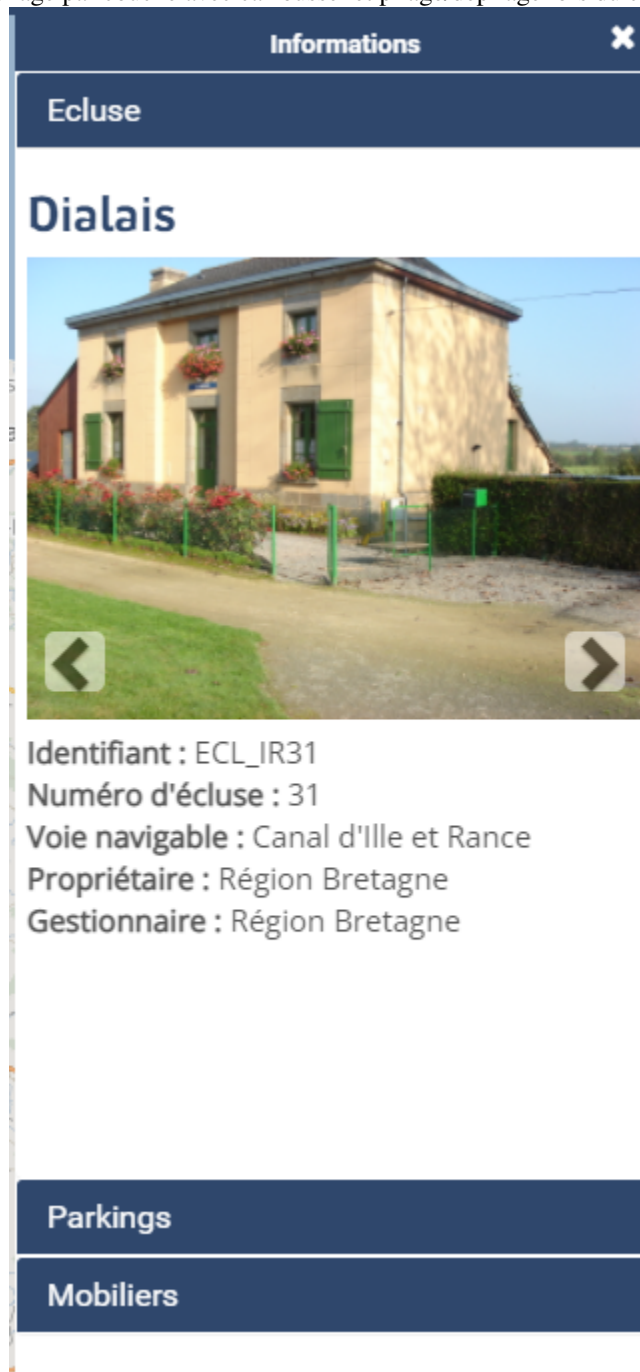 Informations
Ecluse
Dialais
Identifiant : ECL_IR31
Numéro d'écluse : 31
Voie navigable : Canal d'Ille et Rance
Propriétaire : Région Bretagne
Gestionnaire : Région Bretagne
Parkings
Mobiliers